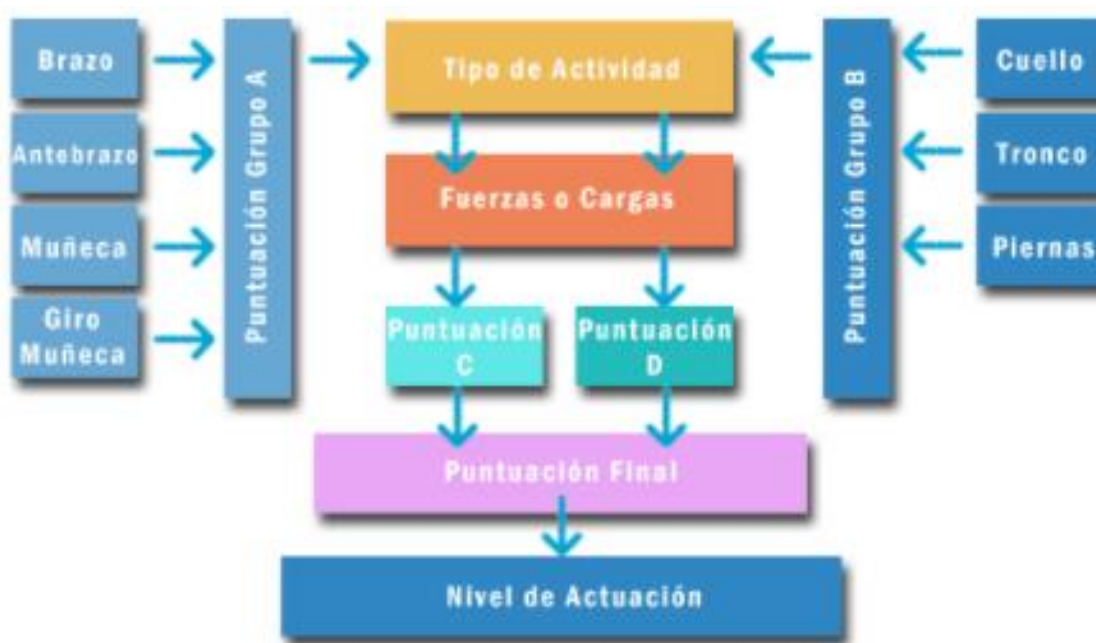 Brazo
Antebrazo
Muñeca
Giro
Muñeca
Puntuación Grupo A
Tipo de Actividad
Fuerzas o Cargas
Puntuación
C
Puntuación
D
Puntuación Final
Nivel de Actuación
Puntuación Grupo B
Cuello
Tronco
Piernas